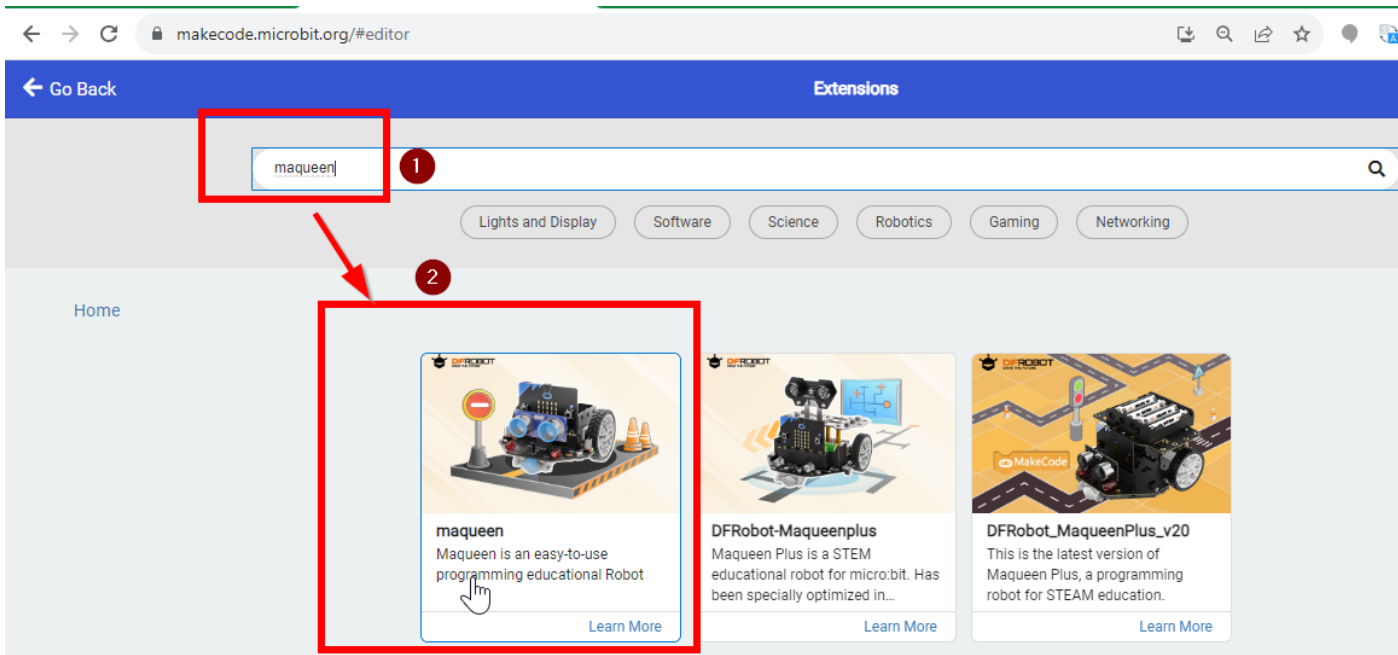 makecode.microbit.org/#editor
Go Back
Extensions
maqueen
1
Lights and Display
Software
Science
Robotics
Gaming
Networking
2
Home
DFROBOT
DFROBOT
DFROBOT
MakeCode
maqueen
Maqueen is an easy-to-use
programming educational Robot
Learn More
DFRobot-Maqueenplus
Maqueen Plus is a STEM
educational robot for micro:bit. Has
been specially optimized in...
Learn More
DFRobot_MaqueenPlus_v20
This is the latest version of
Maqueen Plus, a programming
robot for STEAM education.
Learn More